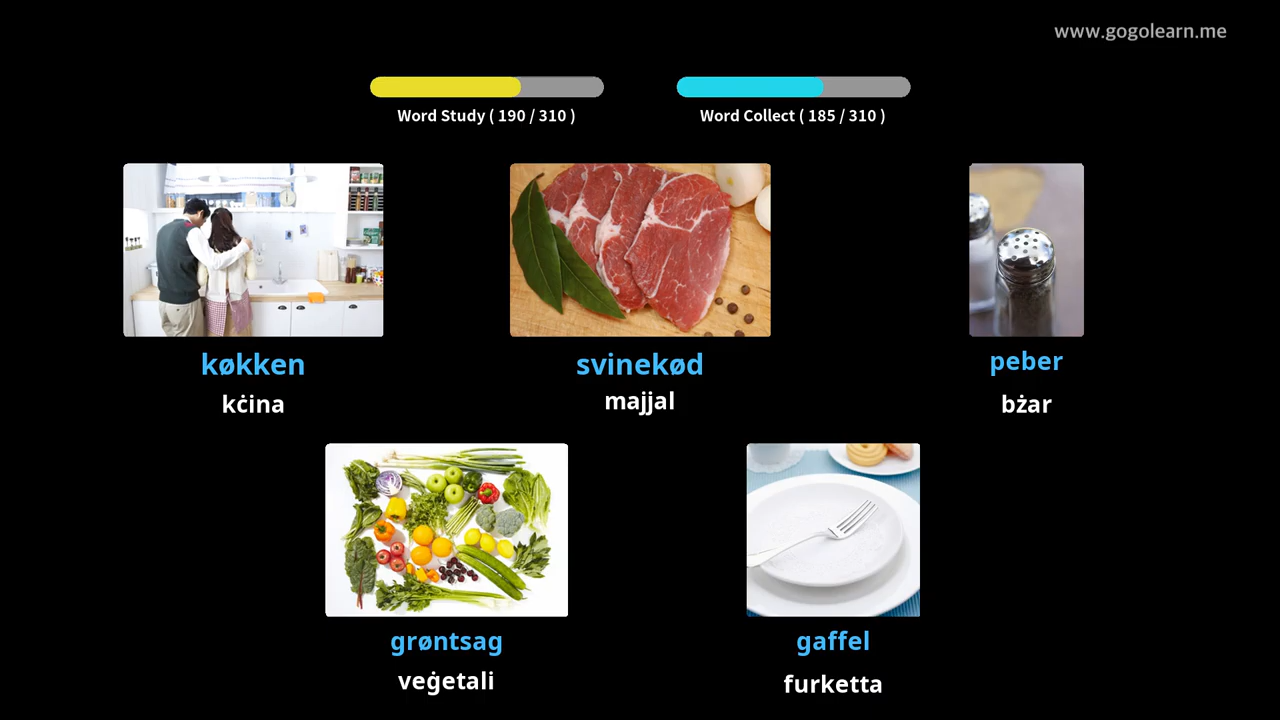 www.gogolearn.me
Word Study ( 190 / 310 )
Word Collect ( 185 / 310 )
køkken
svinekød
peber
kċina
majjal
bżar
grøntsag
gaffel
veġetali
furketta